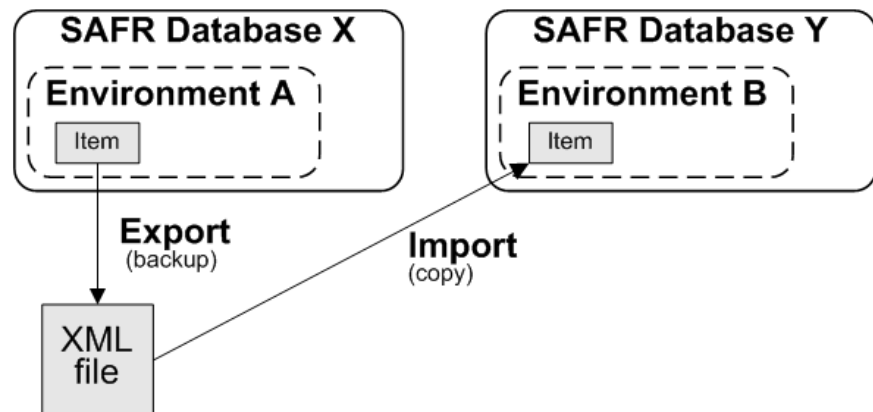 SAFR Database X
SAFR Database Y
Environment A
Environment B
Item
Item
Export
(backup)
Import
(copy)
XML
file